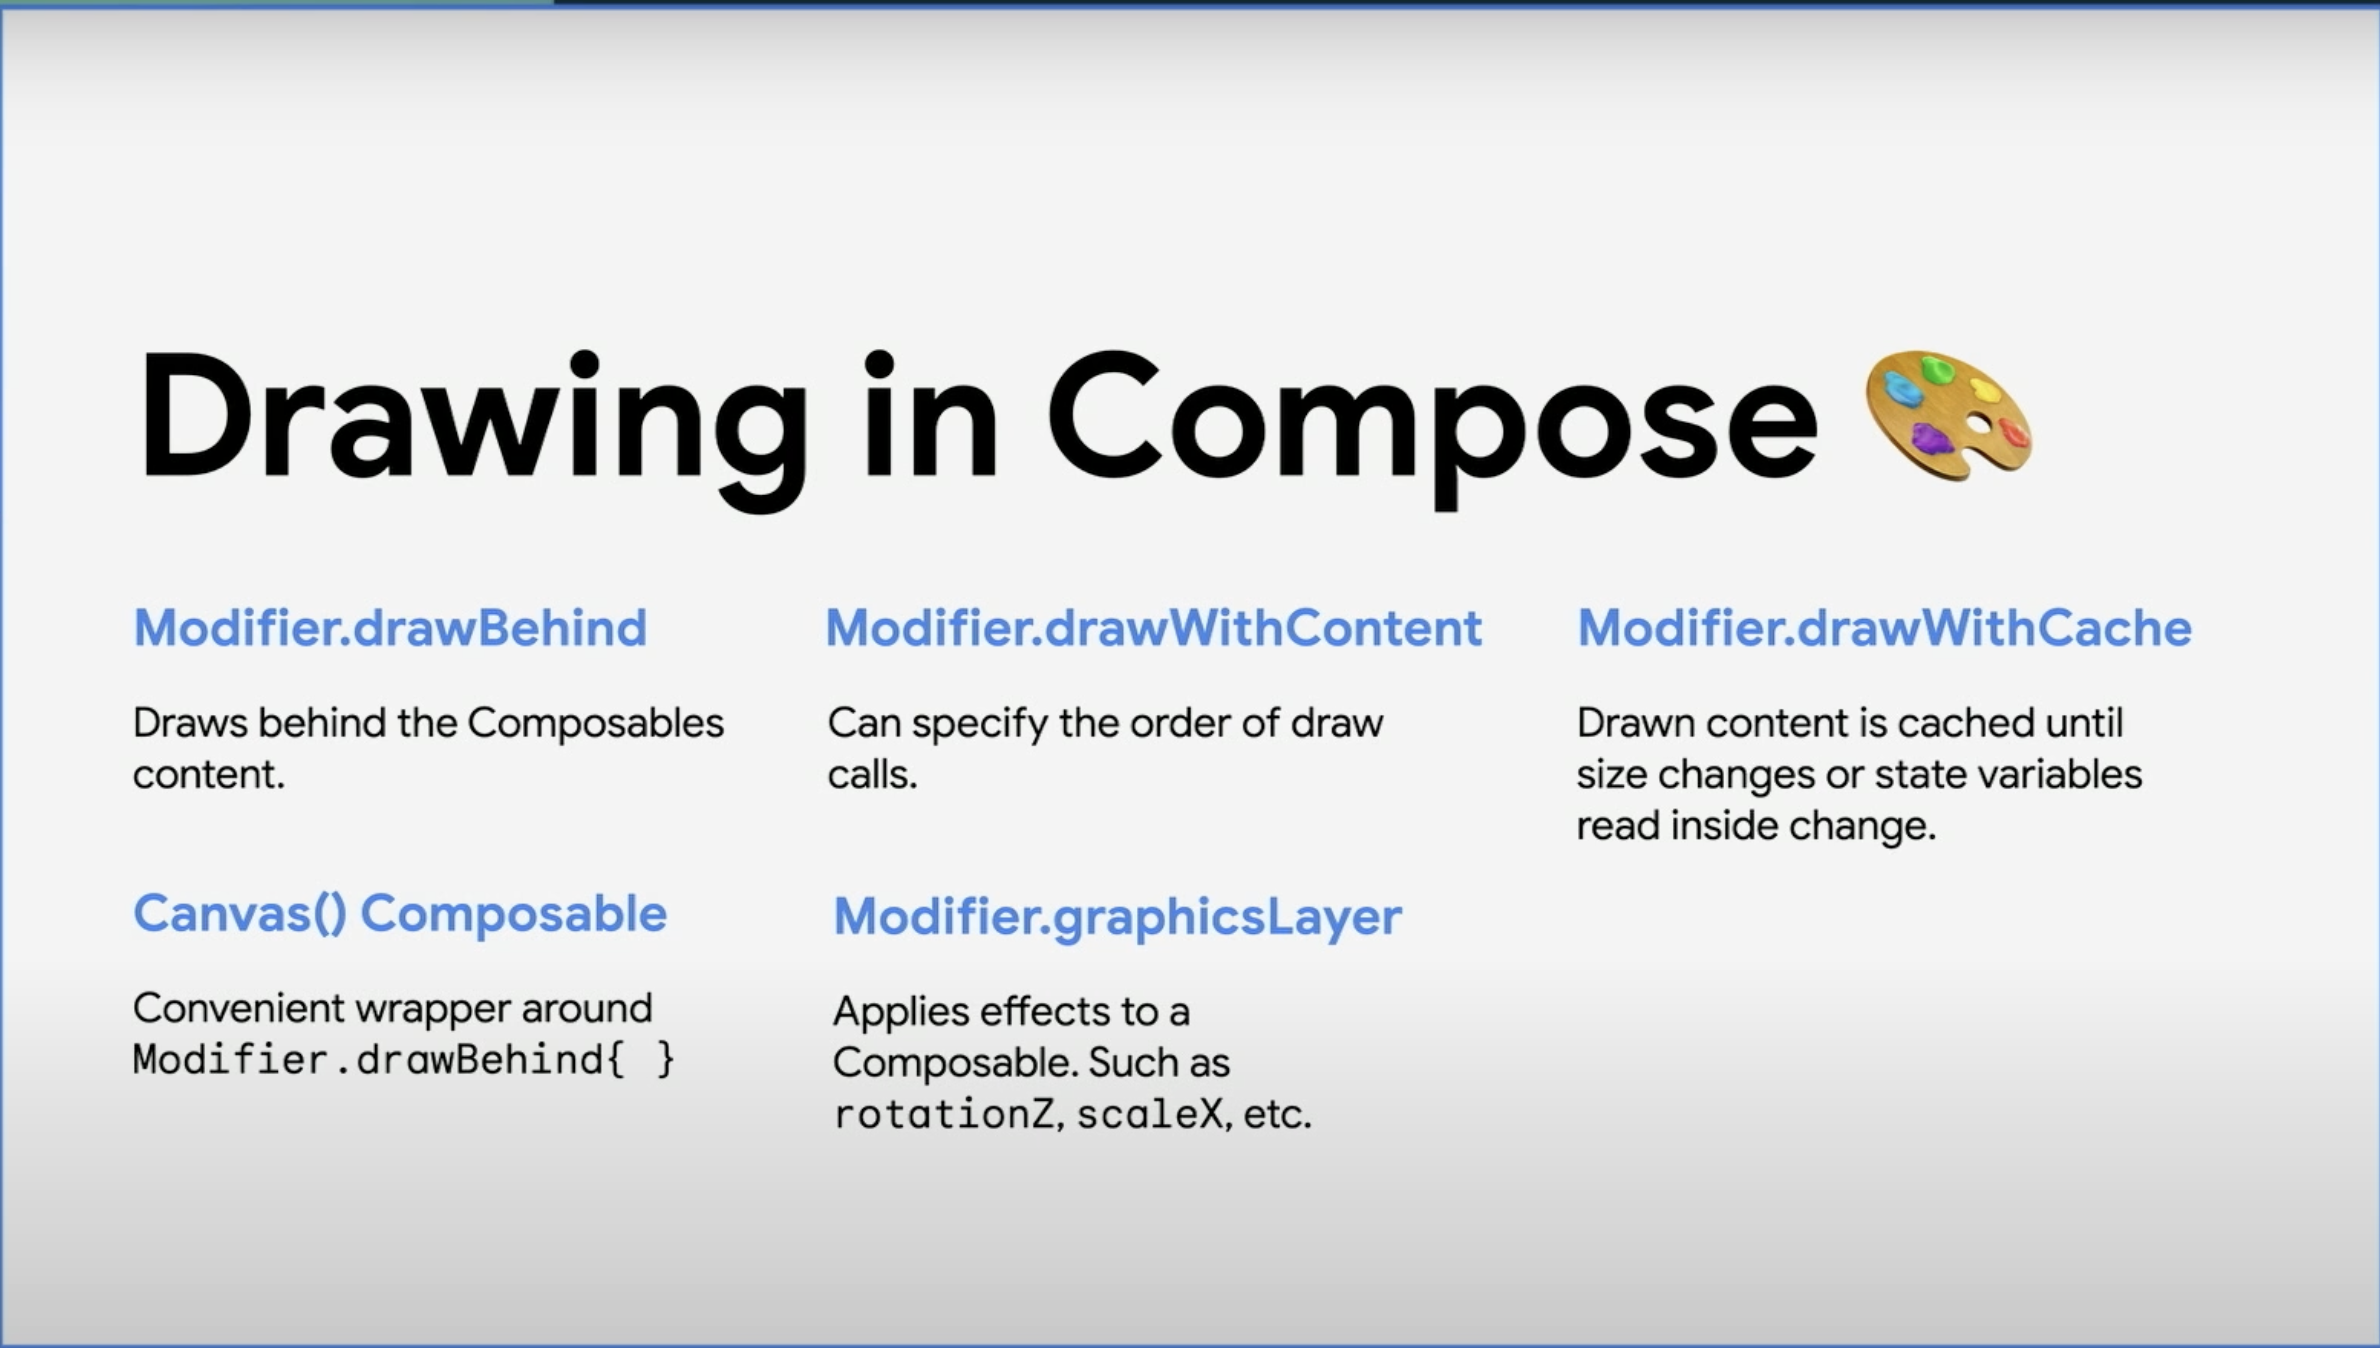 Drawing in Compose 🎨
Modifier.drawBehind
Draws behind the Composables
content.
Modifier.drawWithContent
Can specify the order of draw
calls.
Modifier.drawWithCache
Drawn content is cached until
size changes or state variables
read inside change.
Canvas() Composable
Convenient wrapper around
Modifier.drawBehind{ }
Modifier.graphicsLayer
Applies effects to a
Composable. Such as
rotationZ, scaleX, etc.